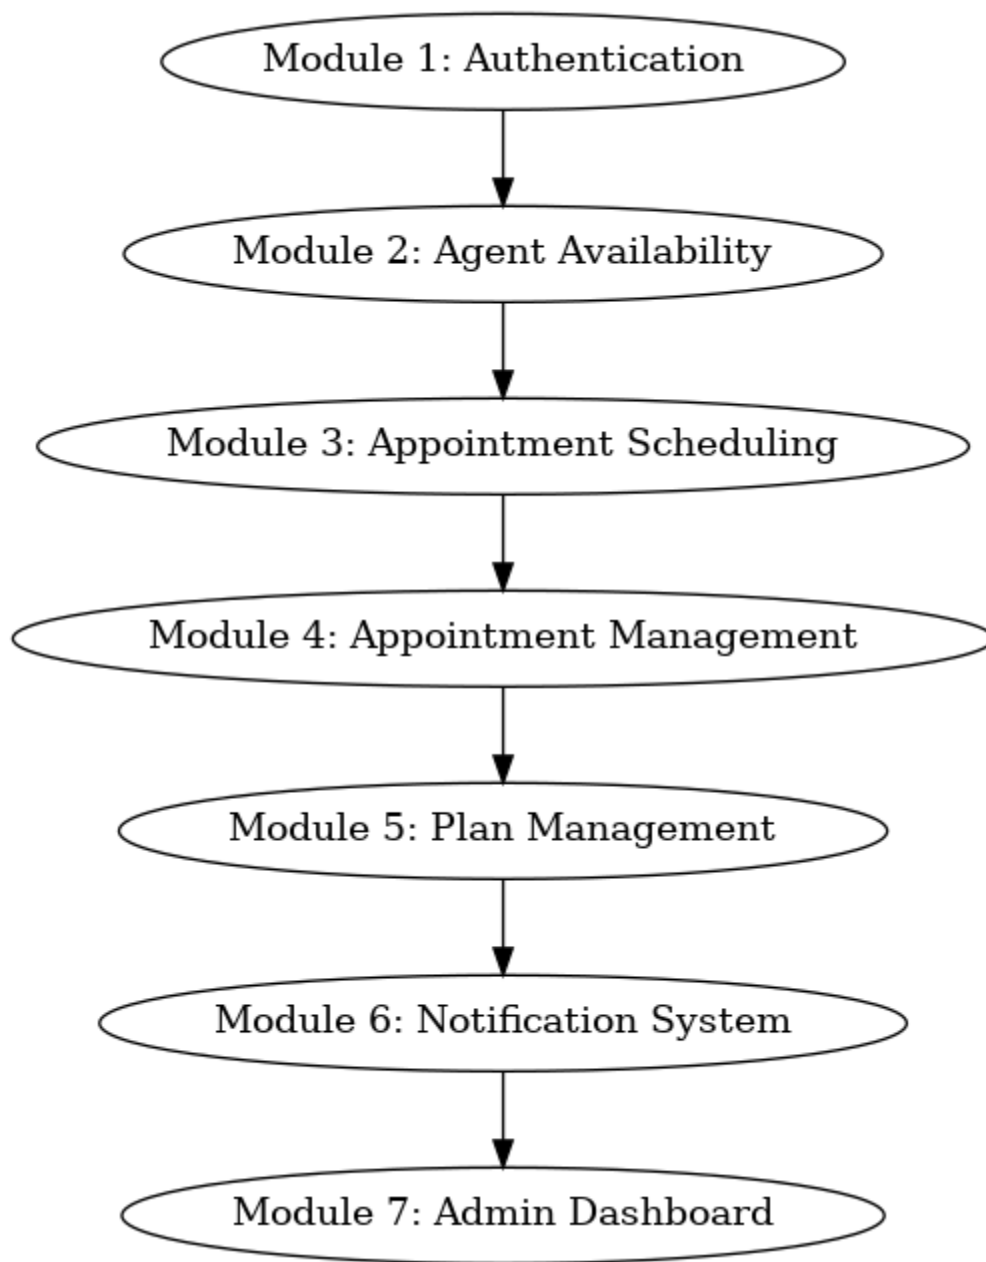 Module 1: Authentication
Module 2: Agent Availability
Module 3: Appointment Scheduling
Module 4: Appointment Management
Module 5: Plan Management
Module 6: Notification System
Module 7: Admin Dashboard